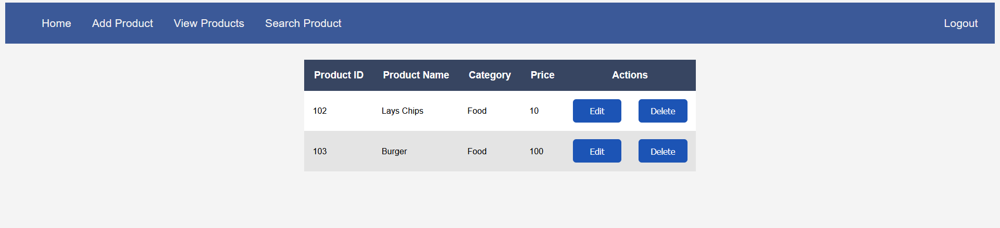 Home Add Product View Products Search Product Logout
Product ID Product Name Category Price Actions
102 Lays Chips Food 10 Edit Delete
103 Burger Food 100 Edit Delete